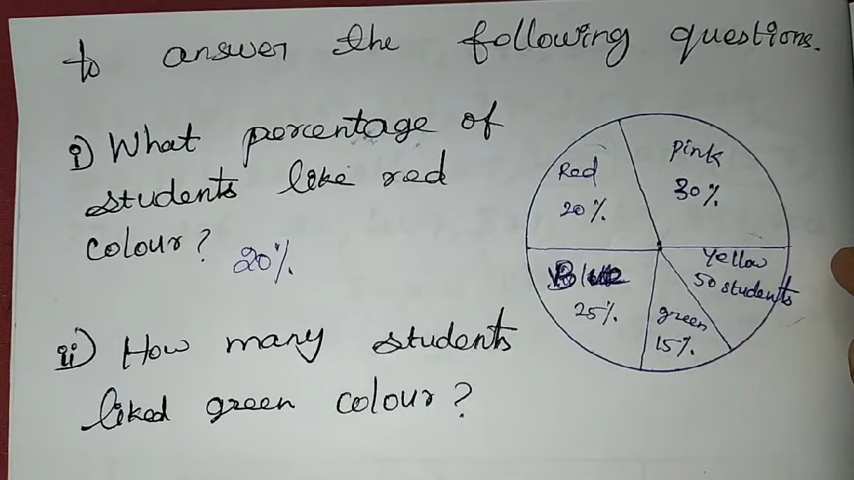 to answer the following questions.
i) What percentage of
students like red
colour? 20%
ii) How many students
liked green colour?
Red
20%
Pink
30%
Yellow
50 students
green
15%
Blue
25%